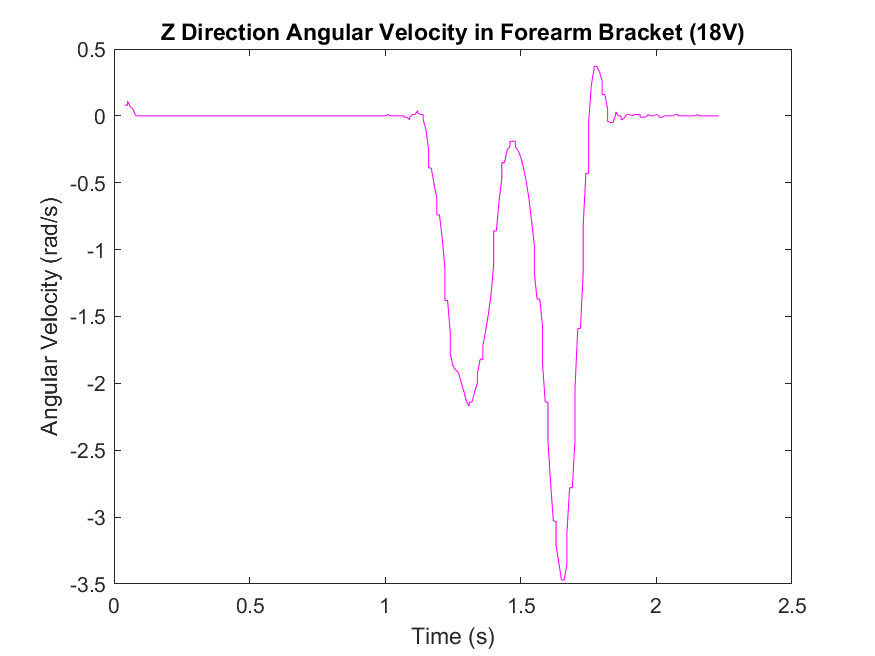 Z Direction Angular Velocity in Forearm Bracket (18V)
0.5
0
-0.5
-1
-1.5
-2
-2.5
-3
-3.5
Angular Velocity (rad/s)
0 0.5 1 1.5 2 2.5
Time (s)